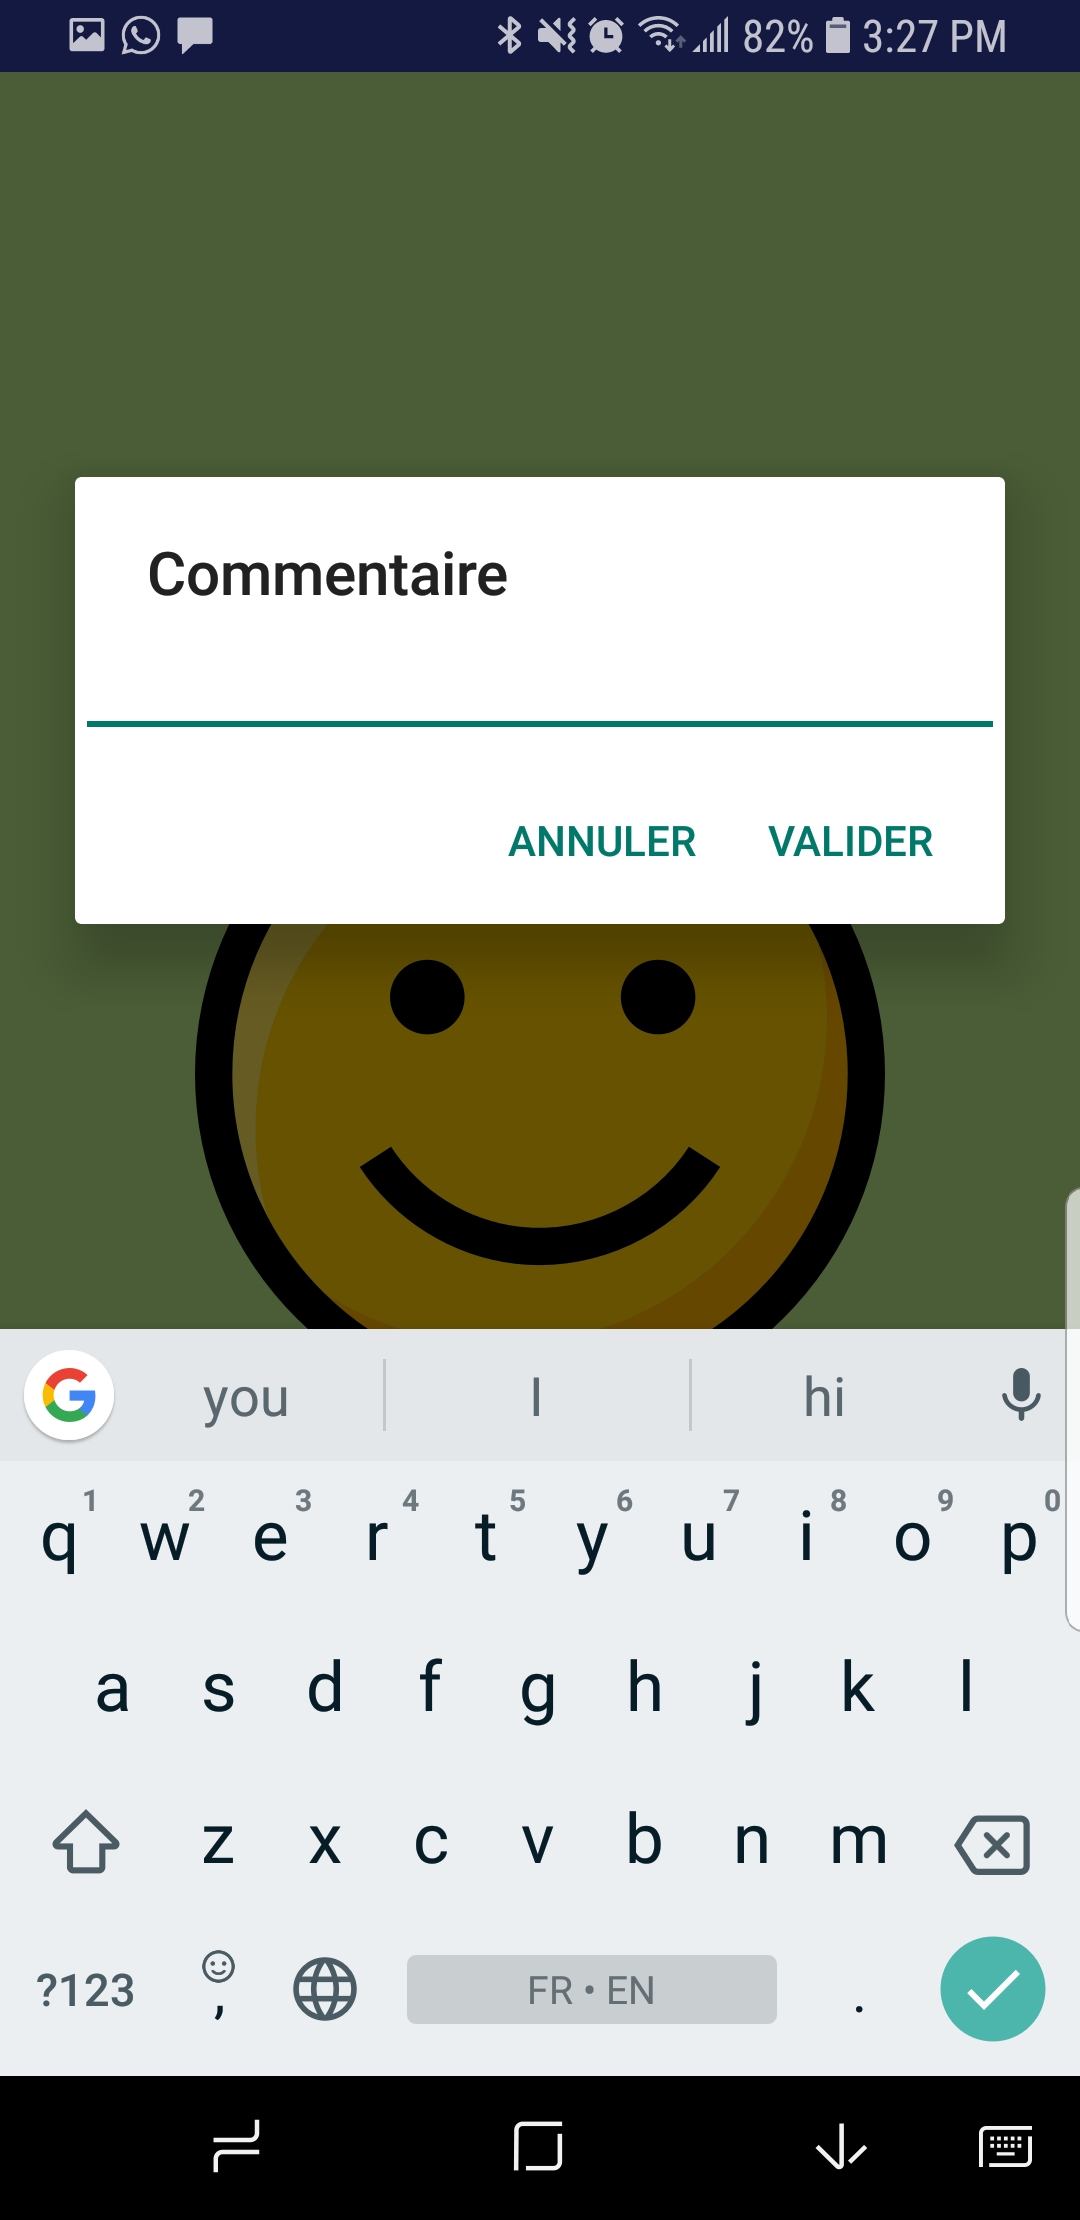 82% 3:27 PM
Commentaire
ANNULER VALIDER
you I hi
1 2 3 4 5 6 7 8 9 0
q w e r t y u i o p
a s d f g h j k l
z x c v b n m
?123 , FR • EN .